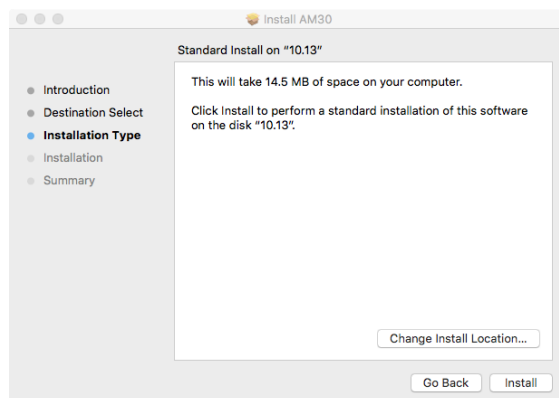 Install AM30
Standard Install on “10.13”
Introduction
Destination Select
Installation Type
Installation
Summary
This will take 14.5 MB of space on your computer.
Click Install to perform a standard installation of this software
on the disk “10.13”.
Change Install Location...
Go Back
Install